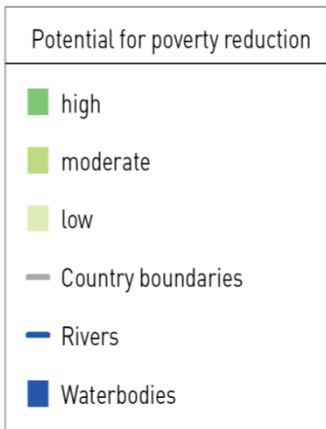 Potential for poverty reduction
high
moderate
low
Country boundaries
Rivers
Waterbodies